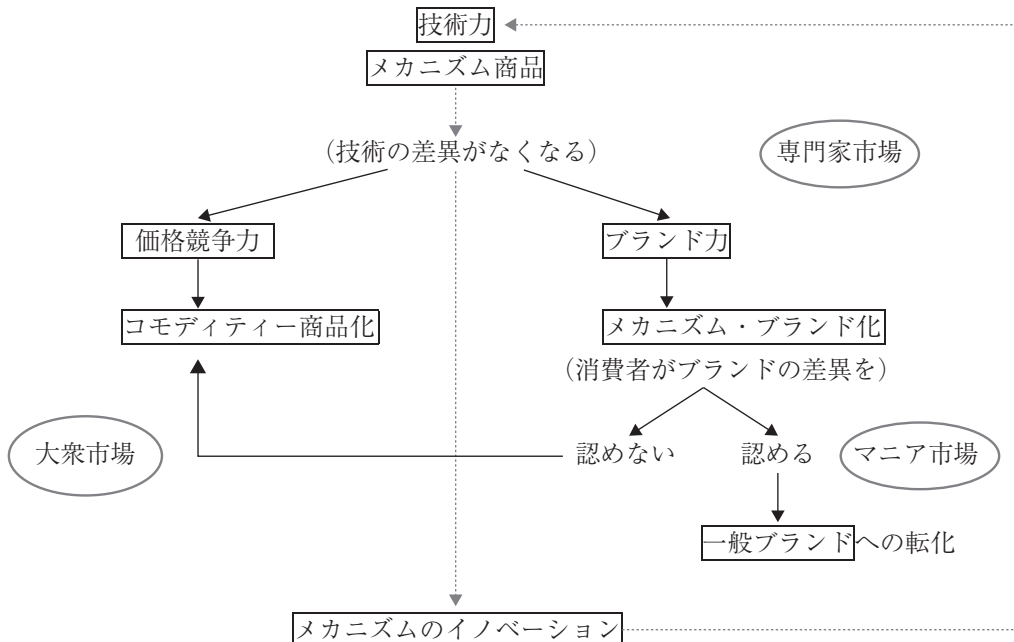 技術力
メカニズム商品
（技術の差異がなくなる）
専門家市場
価格競争力
ブランド力
コモディティー商品化
メカニズム・ブランド化
（消費者がブランドの差異を）
大衆市場
認めない
認める
マニア市場
一般ブランドへの転化
メカニズムのイノベーション